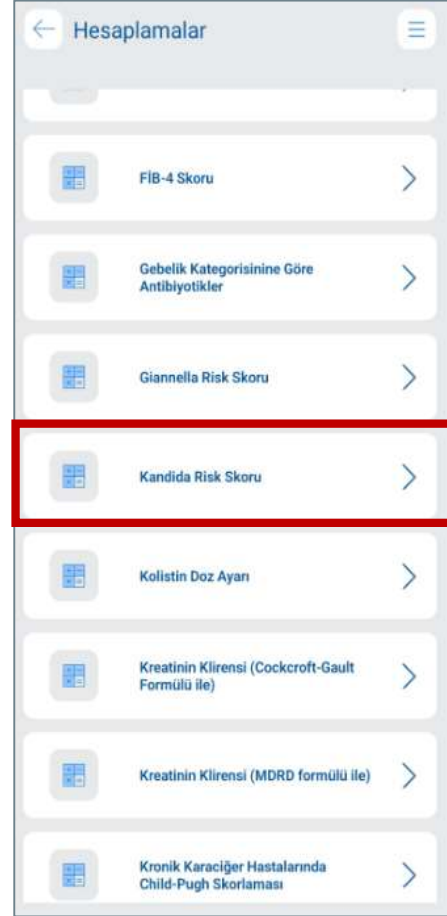 Hesaplamalar
FİB-4 Skoru
Gebelik Kategorisinine Göre
Antibiyotikler
Giannella Risk Skoru
Kandida Risk Skoru
Kolistin Doz Ayarı
Kreatinin Klirensi (Cockcroft-Gault
Formülü ile)
Kreatinin Klirensi (MDRD formülü ile)
Kronik Karaciğer Hastalarında
Child-Pugh Skorlaması